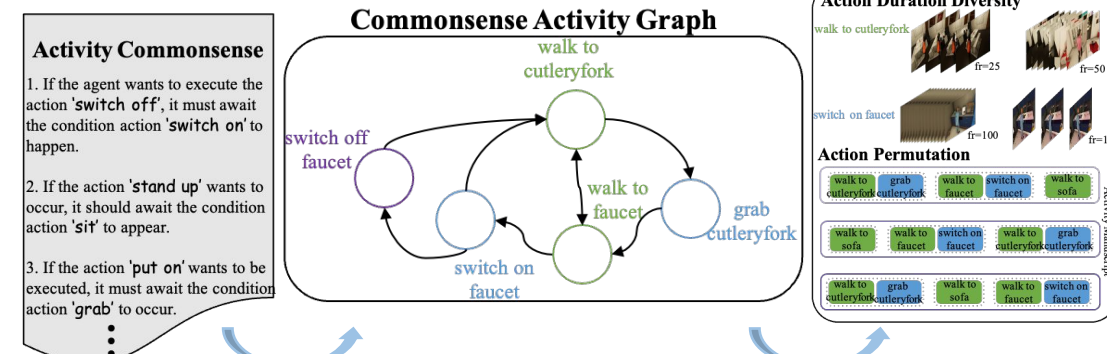 Activity Commonsense
1. If the agent wants to execute the
action 'switch off', it must await
the condition action 'switch on' to
happen.
2. If the action 'stand up' wants to
occur, it should await the condition
action 'sit' to appear.
3. If the action 'put on' wants to be
executed, it must await the condition
action 'grab' to occur.
Commonsense Activity Graph
walk to
cutleryfork
switch off
faucet
walk to
faucet
grab
cutleryfork
switch on
faucet
Action Duration Diversity
walk to cutleryfork
fr=25
fr=50
switch on faucet
fr=100
fr=1
Action Permutation
walk to
cutleryfork
grab
cutleryfork
walk to
faucet
switch on
faucet
walk to
sofa
walk to
sofa
walk to
faucet
switch on
faucet
walk to
cutleryfork
grab
cutleryfork
walk to
cutleryfork
grab
cutleryfork
walk to
sofa
walk to
faucet
switch on
faucet